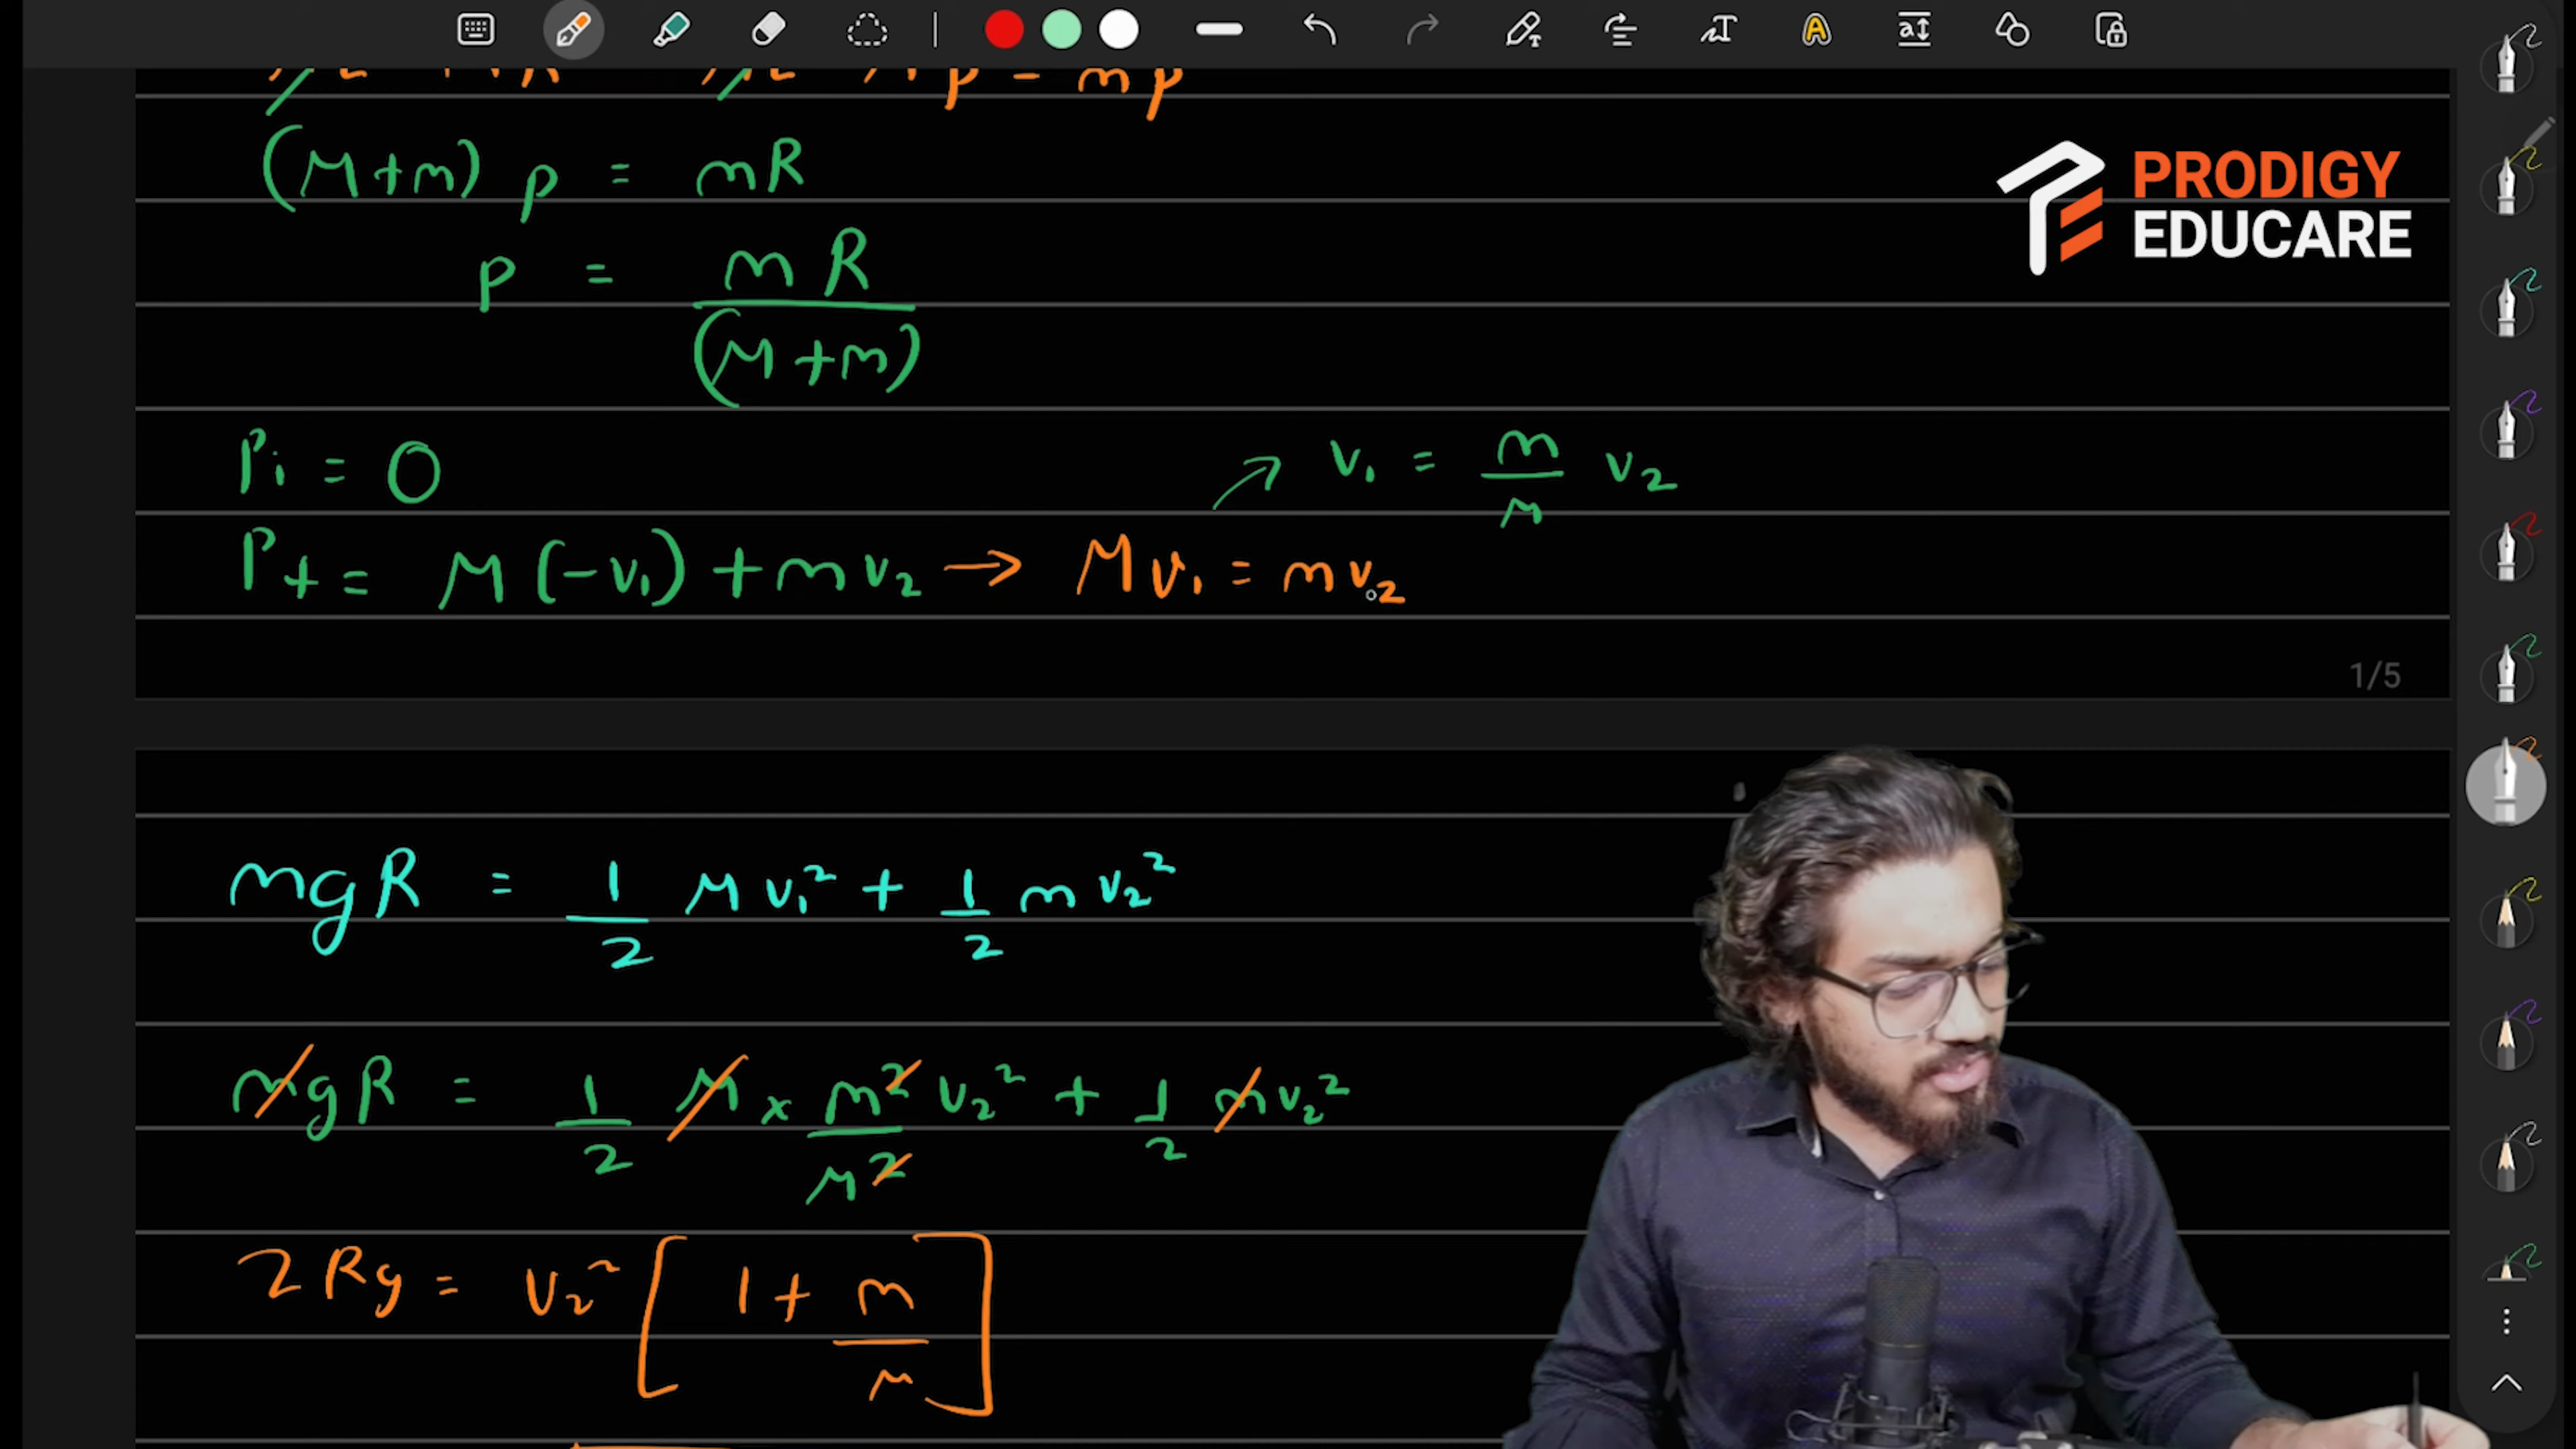 p = mp
(M+m) p = mR
PRODIGY
EDUCARE
p = mR/(M+m)
Pi = 0
v₁ = m/M v₂
Pf = M(-v₁) + mv₂ → Mv₁ = mv₂
1/5
mgR = 1/2 Mv₁² + 1/2 mv₂²
mgR = 1/2 M x m²/M² v₂² + 1/2 mv₂²
2Rg = v₂² [1 + m/M]